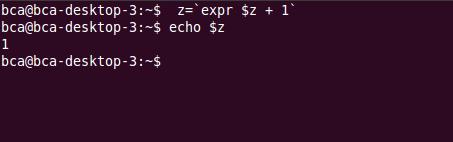 bca@bca-desktop-3:~$  z=`expr $z + 1`
bca@bca-desktop-3:~$ echo $z
1
bca@bca-desktop-3:~$